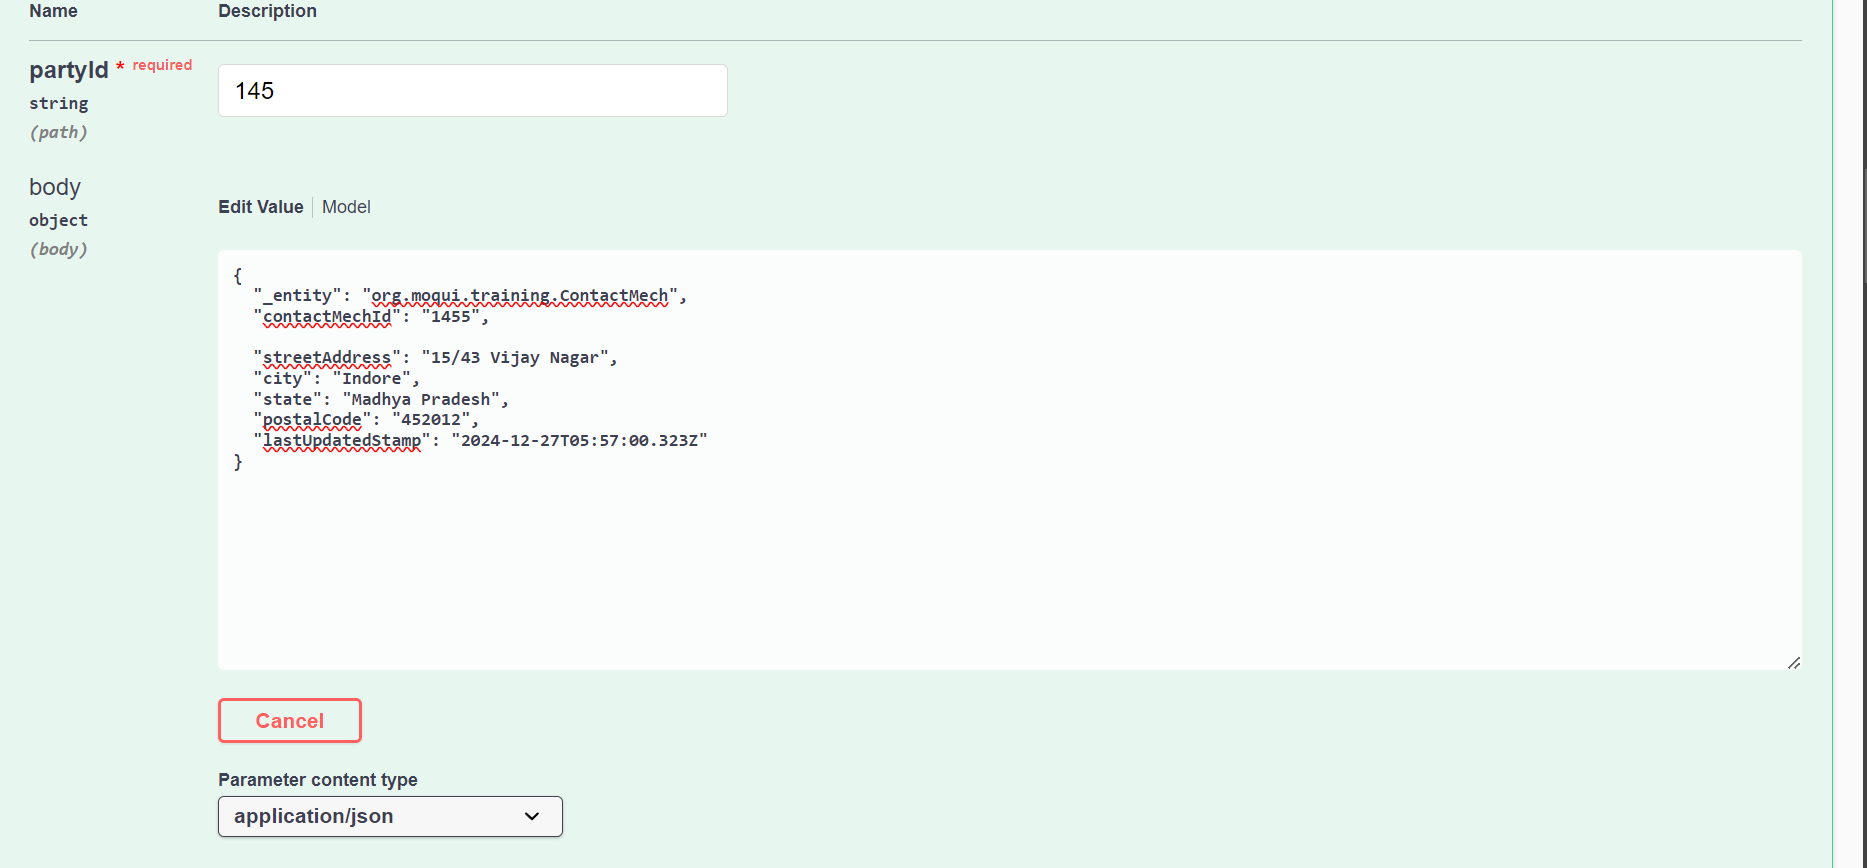 Name Description
partyId * required
string
(path)
145
body
object
(body)
Edit Value Model
{
"_entity": "org.moqui.training.ContactMech",
"contactMechId": "1455",
"streetAddress": "15/43 Vijay Nagar",
"city": "Indore",
"state": "Madhya Pradesh",
"postalCode": "452012",
"lastUpdatedStamp": "2024-12-27T05:57:00.323Z"
}
Cancel
Parameter content type
application/json